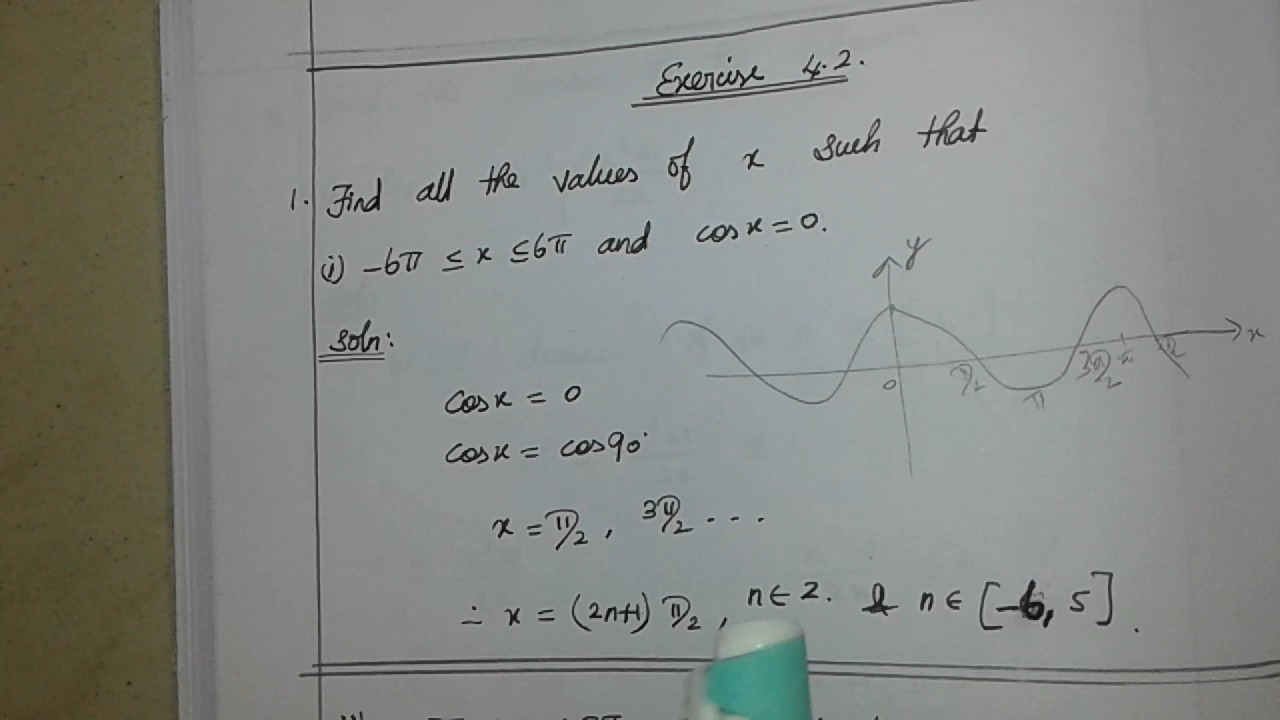 Exercise 4.2.
1. Find all the values of x such that
i) -6π ≤ x ≤ 6π and cos x = 0.
Soln:
y
x
0
π/2
π
3π/2
cos x = 0
cos x = cos 90°
x = π/2, 3π/2 ...
∴ x = (2n+1) π/2, n ∈ Z. & n ∈ [-6, 5].